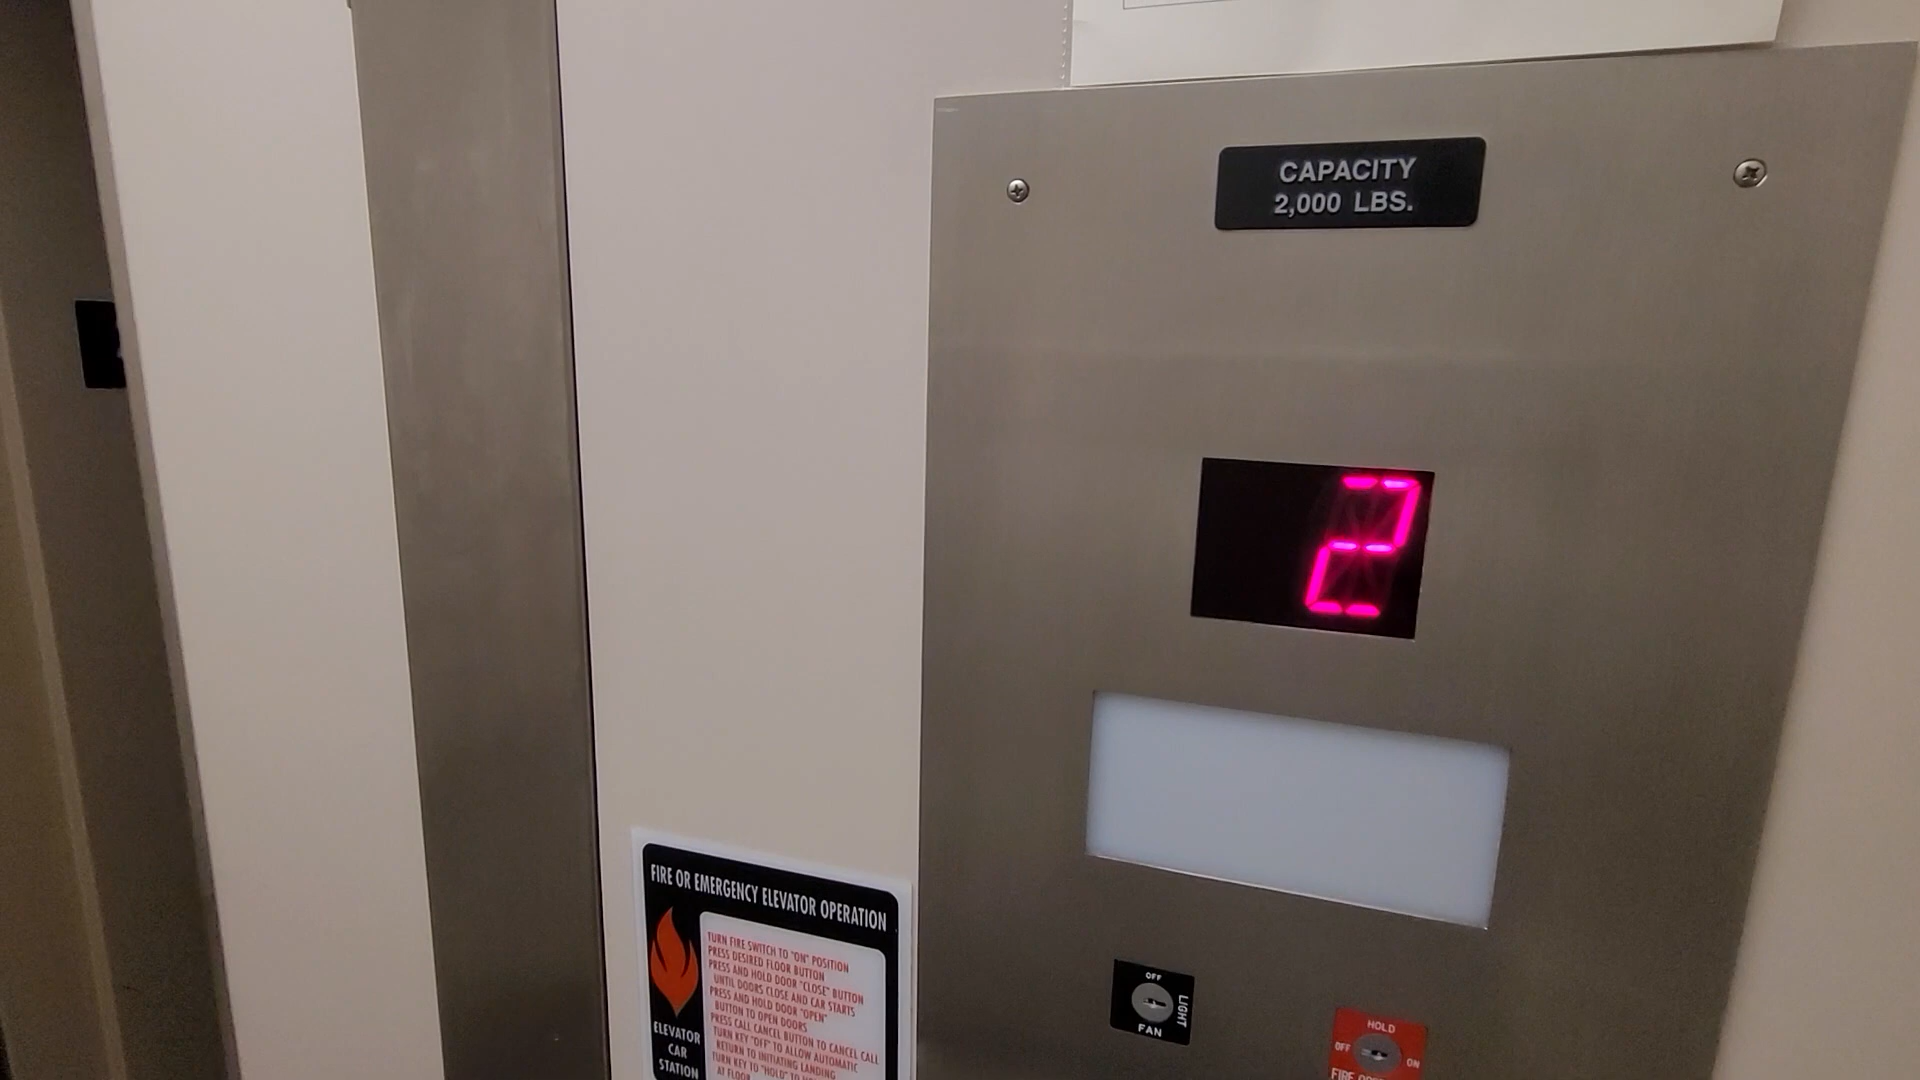 CAPACITY
2,000 LBS.
2
FIRE OR EMERGENCY ELEVATOR OPERATION
TURN FIRE SWITCH TO "ON" POSITION
PRESS DESIRED FLOOR BUTTON
PRESS AND HOLD DOOR "CLOSE" BUTTON
UNTIL DOORS CLOSE AND CAR STARTS
PRESS AND HOLD DOOR "OPEN"
BUTTON TO OPEN DOORS
PRESS CALL CANCEL BUTTON TO CANCEL CALL
TURN KEY "OFF" TO ALLOW AUTOMATIC
RETURN TO INITIATING LANDING
TURN KEY TO "HOLD" TO
AT FLOOR
ELEVATOR
CAR
STATION
OFF
LIGHT
FAN
HOLD
OFF
ON
FIRE